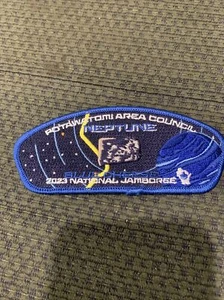 POTAWATOMI AREA COUNCIL
NEPTUNE
2023 NATIONAL JAMBOREE